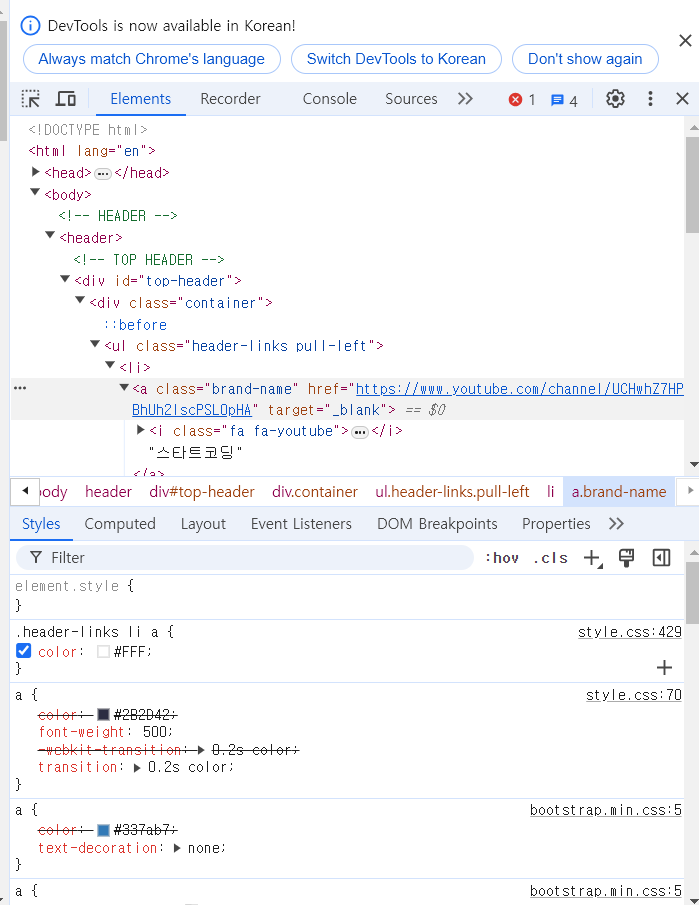 DevTools is now available in Korean!
Always match Chrome's language Switch DevTools to Korean Don't show again
Elements Recorder Console Sources 1 4
<!DOCTYPE html>
<html lang="en">
<head> ⋯ </head>
<body>
<!-- HEADER -->
<header>
<!-- TOP HEADER -->
<div id="top-header">
<div class="container">
::before
<ul class="header-links pull-left">
<li>
<a class="brand-name" href="https://www.youtube.com/channel/UCHwhZ7HP
BhUh2IscPSLOpHA" target="_blank"> == $0
<i class="fa fa-youtube"> ⋯ </i>
"스타트코딩"
</a>
body header div#top-header div.container ul.header-links.pull-left li a.brand-name
Styles Computed Layout Event Listeners DOM Breakpoints Properties
Filter :hov .cls
element.style {
}
.header-links li a { style.css:429
color: #FFF;
}
a { style.css:70
color: #2B2D42;
font-weight: 500;
-webkit-transition: 0.2s color;
transition: 0.2s color;
}
a { bootstrap.min.css:5
color: #337ab7;
text-decoration: none;
}
a { bootstrap.min.css:5